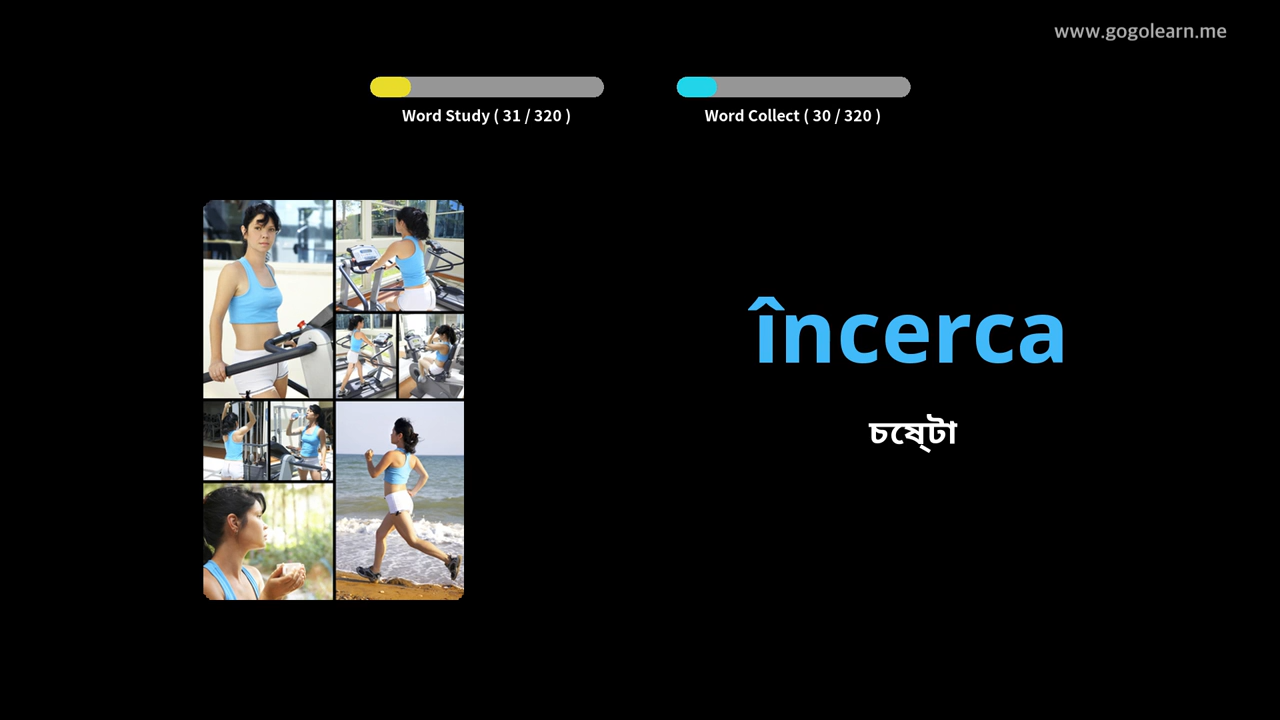 www.gogolearn.me
Word Study ( 31 / 320 )
Word Collect ( 30 / 320 )
încerca
চেষ্টা